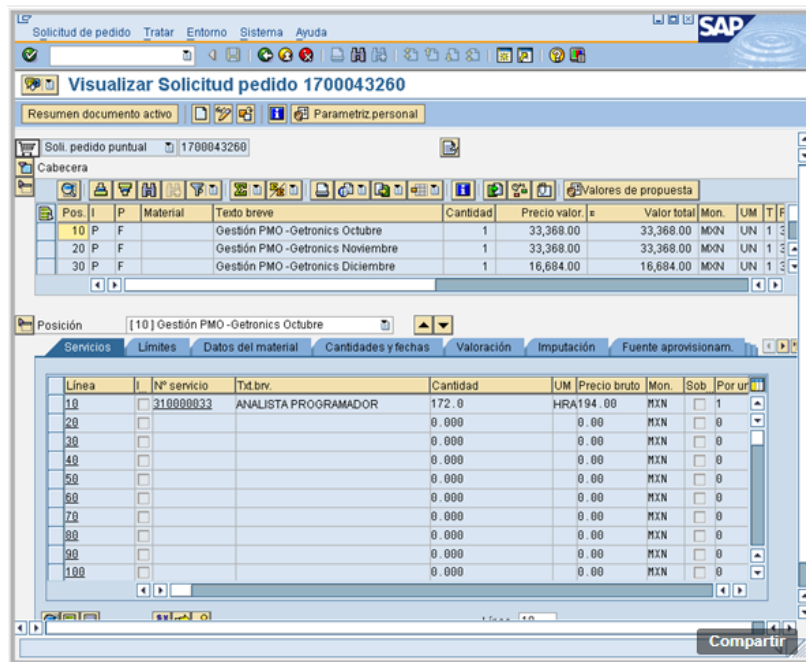 Solicitud de pedido Tratar Entorno Sistema Ayuda
SAP
Visualizar Solicitud pedido 1700043260
Resumen documento activo Parametriz.personal
Soli. pedido puntual 1700043260
Cabecera
Valores de propuesta
Pos. I P Material Texto breve Cantidad Precio valor. Valor total Mon. UM T F
10 P F Gestión PMO -Getronics Octubre 1 33,368.00 33,368.00 MXN UN 1 3
20 P F Gestión PMO -Getronics Noviembre 1 33,368.00 33,368.00 MXN UN 1 3
30 P F Gestión PMO -Getronics Diciembre 1 16,684.00 16,684.00 MXN UN 1 3
Posición [10] Gestión PMO -Getronics Octubre
Servicios Límites Datos del material Cantidades y fechas Valoración Imputación Fuente aprovisionam.
Línea I Nº servicio Txt.brv. Cantidad UM Precio bruto Mon. Sob Por ur
10 310000033 ANALISTA PROGRAMADOR 172.0 HRA 194.00 MXN 1
20 0.000 0.00 MXN 0
30 0.000 0.00 MXN 0
40 0.000 0.00 MXN 0
50 0.000 0.00 MXN 0
60 0.000 0.00 MXN 0
70 0.000 0.00 MXN 0
80 0.000 0.00 MXN 0
90 0.000 0.00 MXN 0
100 0.000 0.00 MXN 0
Línea 10
Compartir